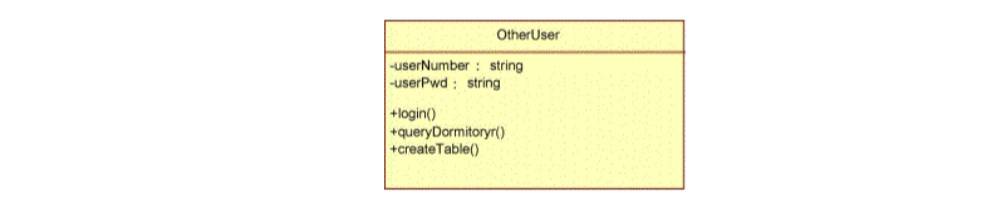 OtherUser
-userNumber : string
-userPwd : string
+login()
+queryDormitoryr()
+createTable()